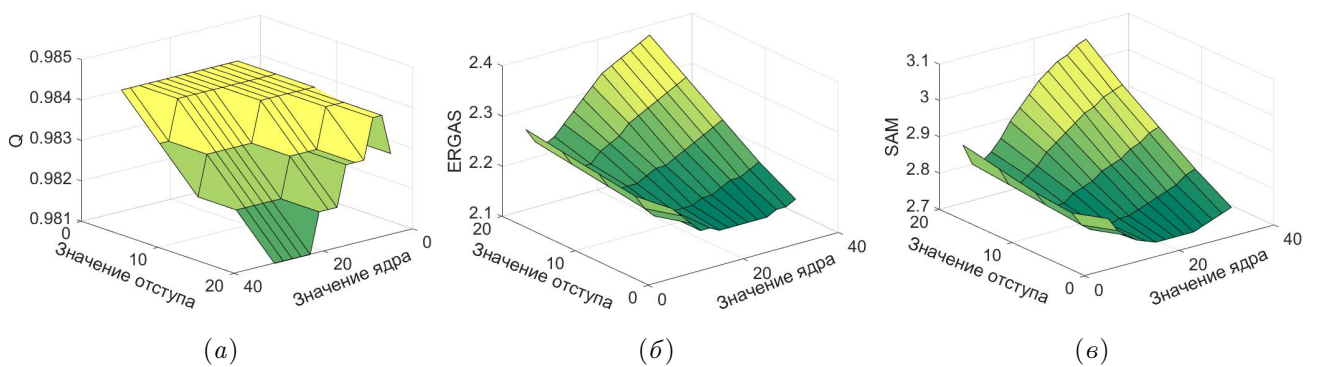 0.985
0.984
0.983
0.982
0.981
Q
0
10
20
Значение отступа
40
20
0
Значение ядра
(а)
2.4
2.3
2.2
2.1
ERGAS
20
10
0
Значение отступа
0
20
40
Значение ядра
(б)
3.1
3
2.9
2.8
2.7
SAM
20
10
0
Значение отступа
0
20
40
Значение ядра
(в)